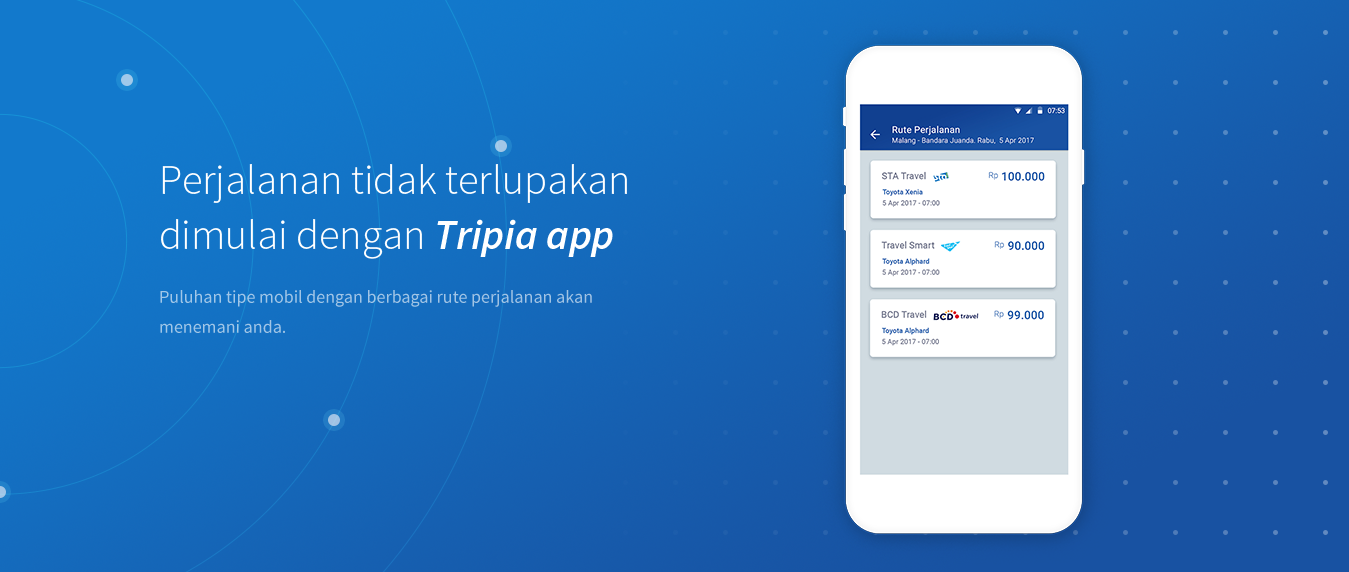 Perjalanan tidak terlupakan
dimulai dengan Tripia app
Puluhan tipe mobil dengan berbagai rute perjalanan akan
menemani anda.
07:53
Rute Perjalanan
Malang - Bandara Juanda. Rabu, 5 Apr 2017
STA Travel Rp 100.000
Toyota Xenia
5 Apr 2017 - 07:00
Travel Smart Rp 90.000
Toyota Alphard
5 Apr 2017 - 07:00
BCD Travel BCD travel Rp 99.000
Toyota Alphard
5 Apr 2017 - 07:00